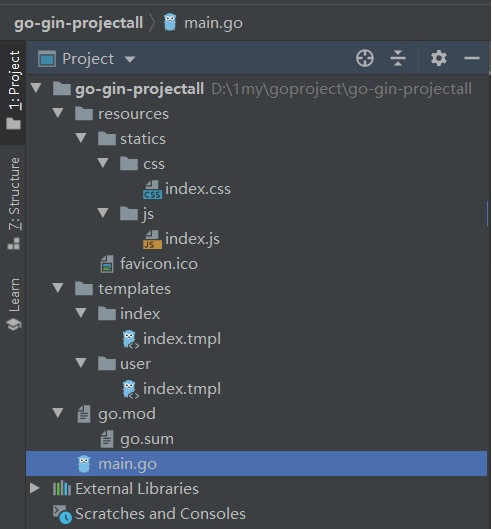 go-gin-projectall main.go
1: Project
Project
go-gin-projectall D:\1my\goproject\go-gin-projectall
resources
statics
css
index.css
js
index.js
favicon.ico
templates
index
index.tmpl
user
index.tmpl
go.mod
go.sum
main.go
External Libraries
Scratches and Consoles
7: Structure
Learn
CSS
JS